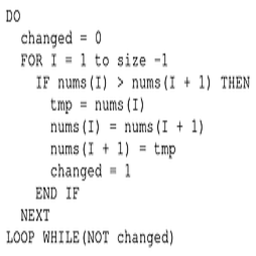 DO
changed = 0
FOR I = 1 to size -1
IF nums(I) > nums(I + 1) THEN
tmp = nums(I)
nums(I) = nums(I + 1)
nums(I + 1) = tmp
changed = 1
END IF
NEXT
LOOP WHILE(NOT changed)